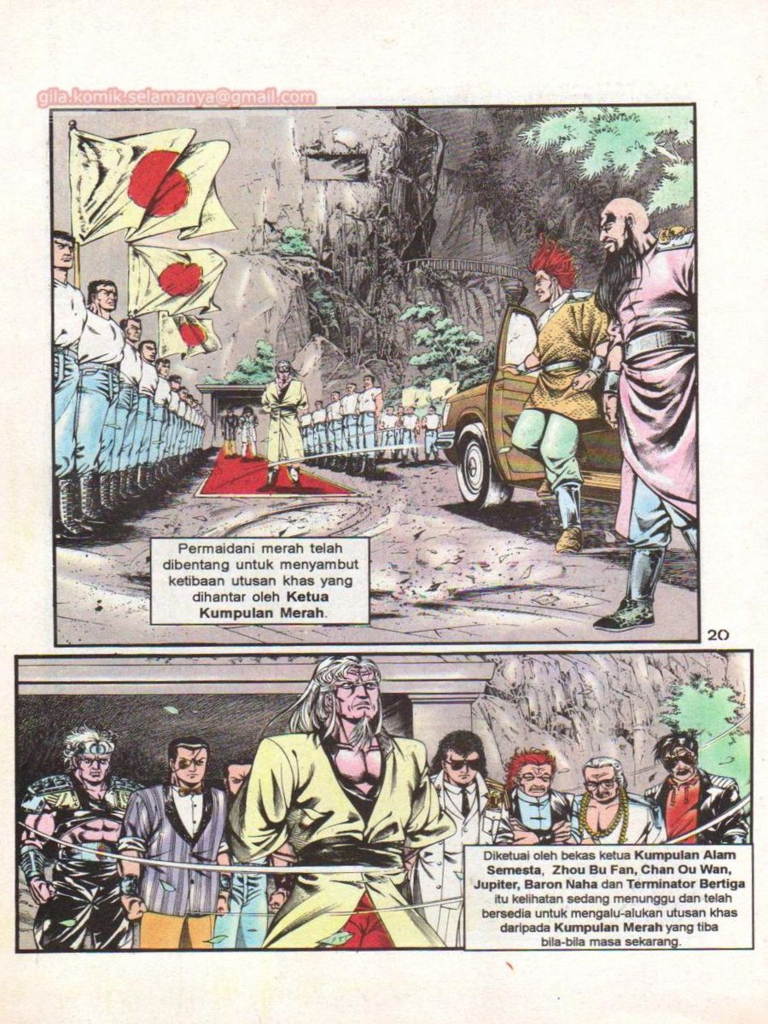 gila.komik.selamanya@gmail.com
Permaidani merah telah
dibentang untuk menyambut
ketibaan utusan khas yang
dihantar oleh Ketua
Kumpulan Merah.
20
Diketuai oleh bekas ketua Kumpulan Alam
Semesta, Zhou Bu Fan, Chan Ou Wan,
Jupiter, Baron Naha dan Terminator Bertiga
itu kelihatan sedang menunggu dan telah
bersedia untuk mengalu-alukan utusan khas
daripada Kumpulan Merah yang tiba
bila-bila masa sekarang.